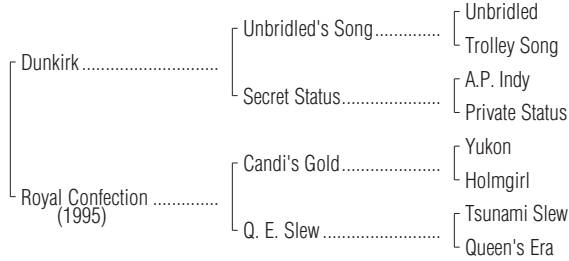 Unbridled
Unbridled's Song..............
Trolley Song
Dunkirk.............................
A.P. Indy
Secret Status.....................
Private Status
Yukon
Candi's Gold.....................
Holmgirl
Royal Confection ..............
(1995)
Tsunami Slew
Q. E. Slew.........................
Queen's Era